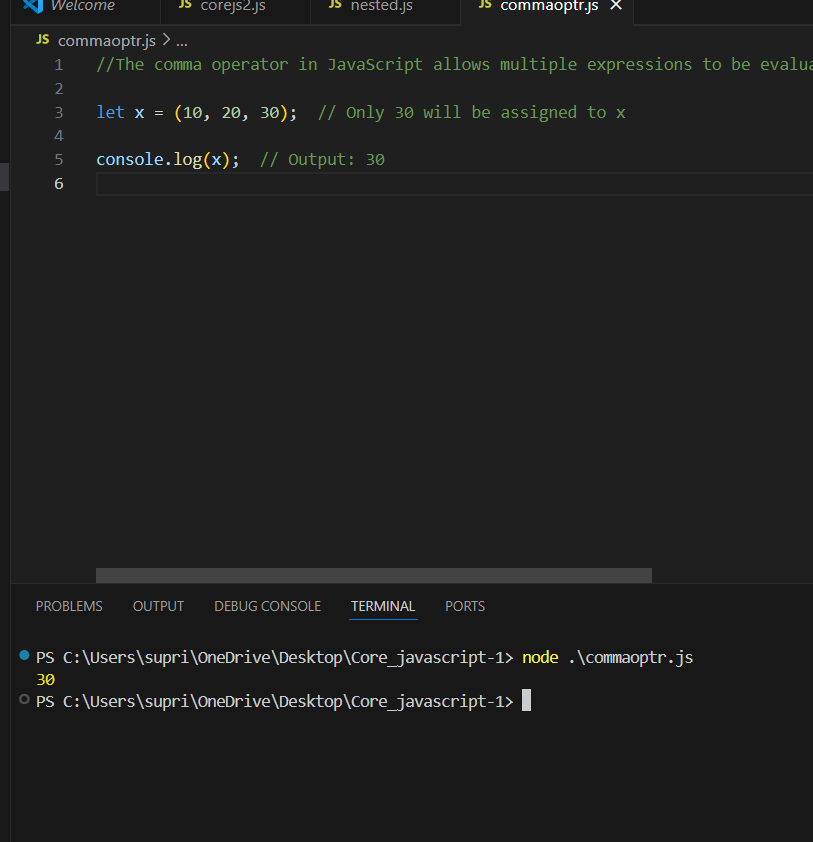 Welcome JS corejs2.js JS nested.js JS commaoptr.js
JS commaoptr.js > ...
1 //The comma operator in JavaScript allows multiple expressions to be
2
3 let x = (10, 20, 30); // Only 30 will be assigned to x
4
5 console.log(x); // Output: 30
6
PROBLEMS OUTPUT DEBUG CONSOLE TERMINAL PORTS
PS C:\Users\supri\OneDrive\Desktop\Core_javascript-1> node .\commaoptr.js
30
PS C:\Users\supri\OneDrive\Desktop\Core_javascript-1>